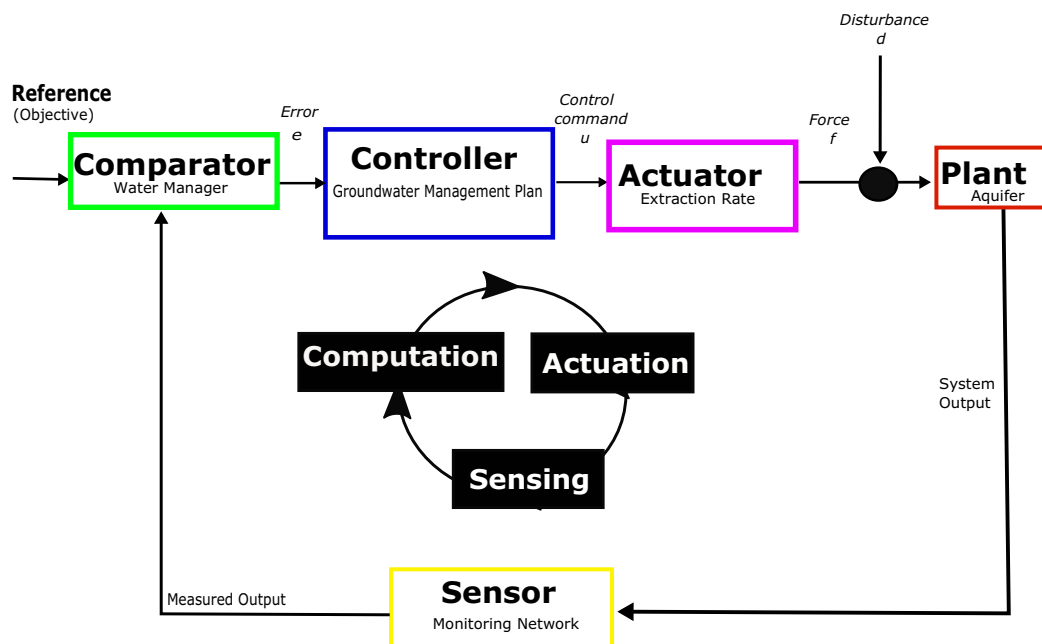 Disturbance
d
Reference
(Objective)
Error
e
Control
command
u
Force
f
Comparator
Water Manager
Controller
Groundwater Management Plan
Actuator
Extraction Rate
Plant
Aquifer
Computation
Actuation
Sensing
System
Output
Measured Output
Sensor
Monitoring Network